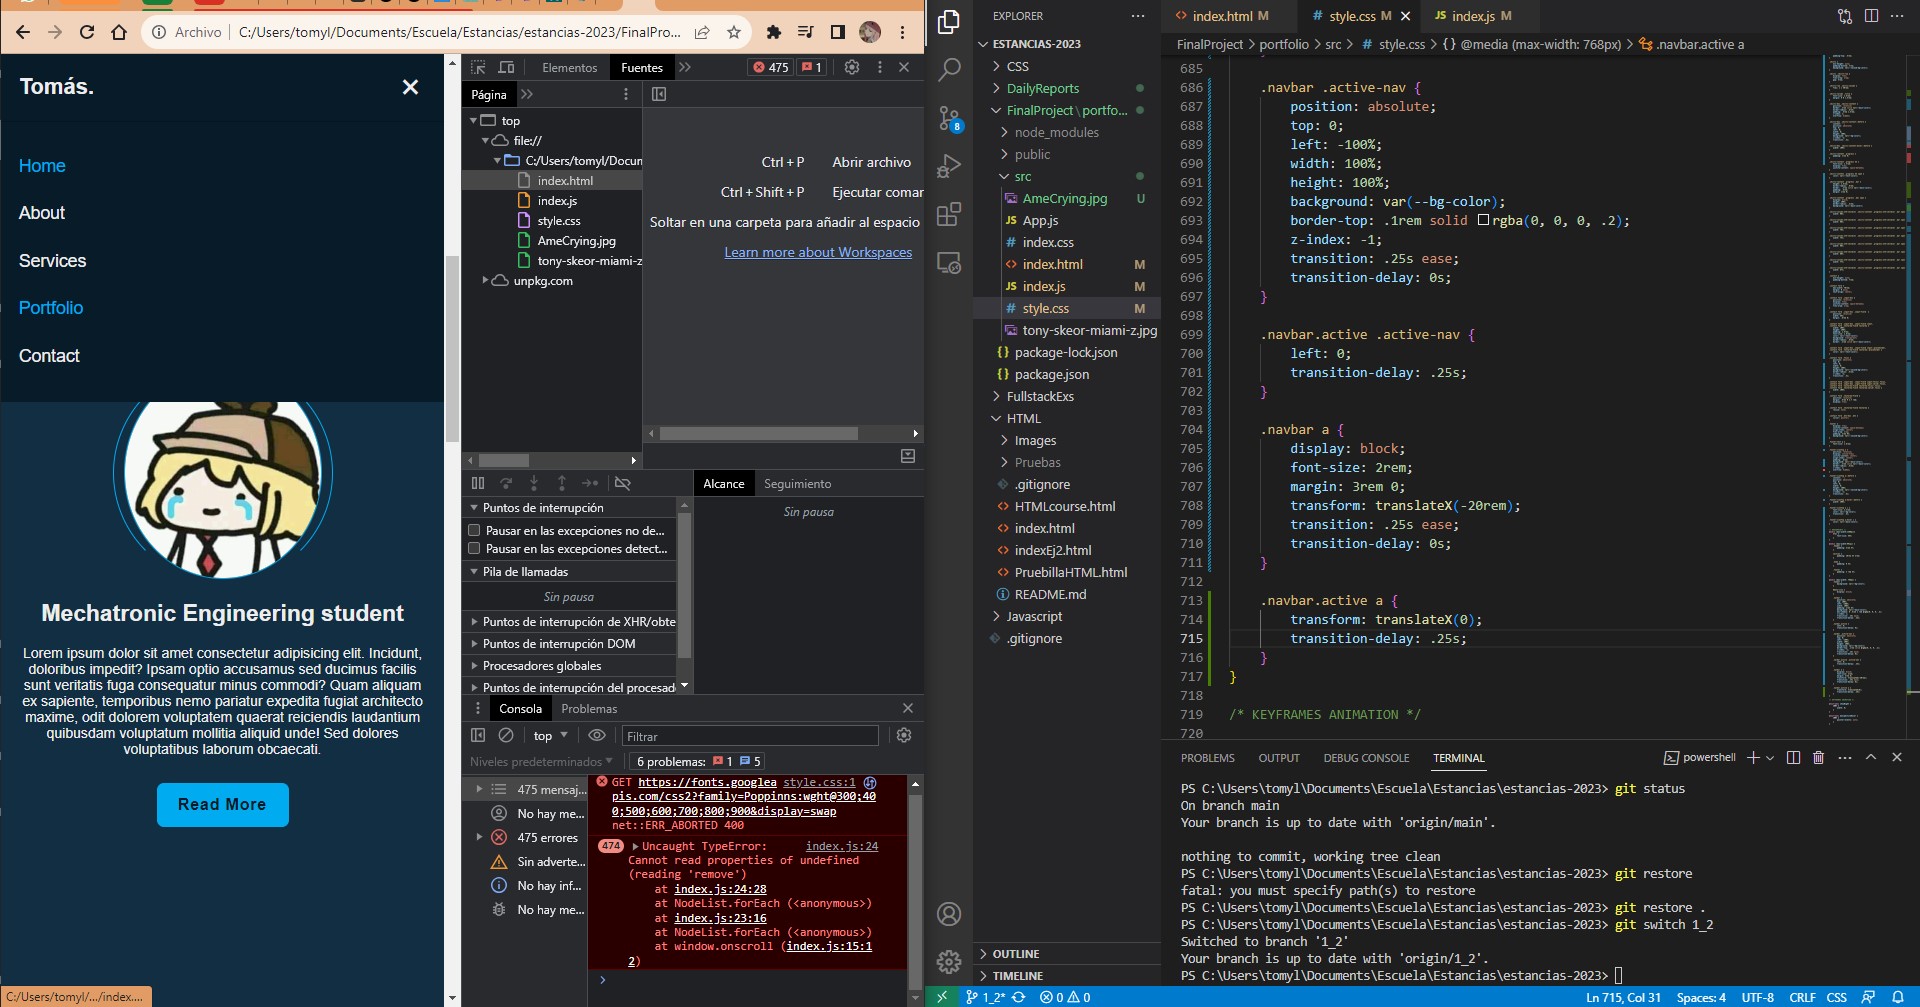 Archivo
C:/Users/tomyl/Documents/Escuela/Estancias/estancias-2023/FinalPro...
Tomás.
Home
About
Services
Portfolio
Contact
Mechatronic Engineering student
Lorem ipsum dolor sit amet consectetur adipisicing elit. Incidunt,
doloribus impedit? Ipsam optio accusamus sed ducimus facilis
sunt veritatis fuga consequatur minus commodi? Quam aliquam
ex sapiente, temporibus nemo pariatur expedita fugiat architecto
maxime, odit dolorem voluptatem quaerat reiciendis laudantium
quibusdam voluptatum mollitia aliquid unde! Sed dolores
voluptatibus laborum obcaecati.
Read More
C:/Users/tomyl/.../index....
Elementos
Fuentes
475
1
Página
top
file://
C:/Users/tomyl/Docum
index.html
index.js
style.css
AmeCrying.jpg
tony-skeor-miami-z
unpkg.com
Ctrl + P Abrir archivo
Ctrl + Shift + P Ejecutar comar
Soltar en una carpeta para añadir al espacio
Learn more about Workspaces
Puntos de interrupción
Pausar en las excepciones no de...
Pausar en las excepciones detect...
Pila de llamadas
Sin pausa
Puntos de interrupción de XHR/obte
Puntos de interrupción DOM
Procesadores globales
Puntos de interrupción del procesad
Alcance
Seguimiento
Sin pausa
Consola
Problemas
top
Filtrar
Niveles predeterminados
6 problemas: 1 5
475 mensaj...
No hay me...
475 errores
Sin adverte...
No hay inf...
No hay me...
GET https://fonts.googlea style.css:1
pis.com/css2?family=Poppinns:wght@300;40
0;500;600;700;800;900&display=swap
net::ERR_ABORTED 400
474 Uncaught TypeError: index.js:24
Cannot read properties of undefined
(reading 'remove')
at index.js:24:28
at NodeList.forEach (<anonymous>)
at index.js:23:16
at NodeList.forEach (<anonymous>)
at window.onscroll (index.js:15:1
2)
8
EXPLORER
ESTANCIAS-2023
CSS
DailyReports
FinalProject \ portfo...
node_modules
public
src
AmeCrying.jpg U
App.js
index.css
index.html M
index.js M
style.css M
tony-skeor-miami-z.jpg
package-lock.json
package.json
FullstackExs
HTML
Images
Pruebas
.gitignore
HTMLcourse.html
index.html
indexEj2.html
PruebillaHTML.html
README.md
Javascript
.gitignore
OUTLINE
TIMELINE
index.html M
style.css M
index.js M
FinalProject > portfolio > src > style.css > {} @media (max-width: 768px) > .navbar.active a
685
686 .navbar .active-nav {
687 position: absolute;
688 top: 0;
689 left: -100%;
690 width: 100%;
691 height: 100%;
692 background: var(--bg-color);
693 border-top: .1rem solid rgba(0, 0, 0, .2);
694 z-index: -1;
695 transition: .25s ease;
696 transition-delay: 0s;
697 }
698
699 .navbar.active .active-nav {
700 left: 0;
701 transition-delay: .25s;
702 }
703
704 .navbar a {
705 display: block;
706 font-size: 2rem;
707 margin: 3rem 0;
708 transform: translateX(-20rem);
709 transition: .25s ease;
710 transition-delay: 0s;
711 }
712
713 .navbar.active a {
714 transform: translateX(0);
715 transition-delay: .25s;
716 }
717 }
718
719 /* KEYFRAMES ANIMATION */
720
PROBLEMS
OUTPUT
DEBUG CONSOLE
TERMINAL
powershell
PS C:\Users\tomyl\Documents\Escuela\Estancias\estancias-2023> git status
On branch main
Your branch is up to date with 'origin/main'.
nothing to commit, working tree clean
PS C:\Users\tomyl\Documents\Escuela\Estancias\estancias-2023> git restore
fatal: you must specify path(s) to restore
PS C:\Users\tomyl\Documents\Escuela\Estancias\estancias-2023> git restore .
PS C:\Users\tomyl\Documents\Escuela\Estancias\estancias-2023> git switch 1_2
Switched to branch '1_2'
Your branch is up to date with 'origin/1_2'.
PS C:\Users\tomyl\Documents\Escuela\Estancias\estancias-2023>
1_2*
0 0
Ln 715, Col 31
Spaces: 4
UTF-8
CRLF
CSS